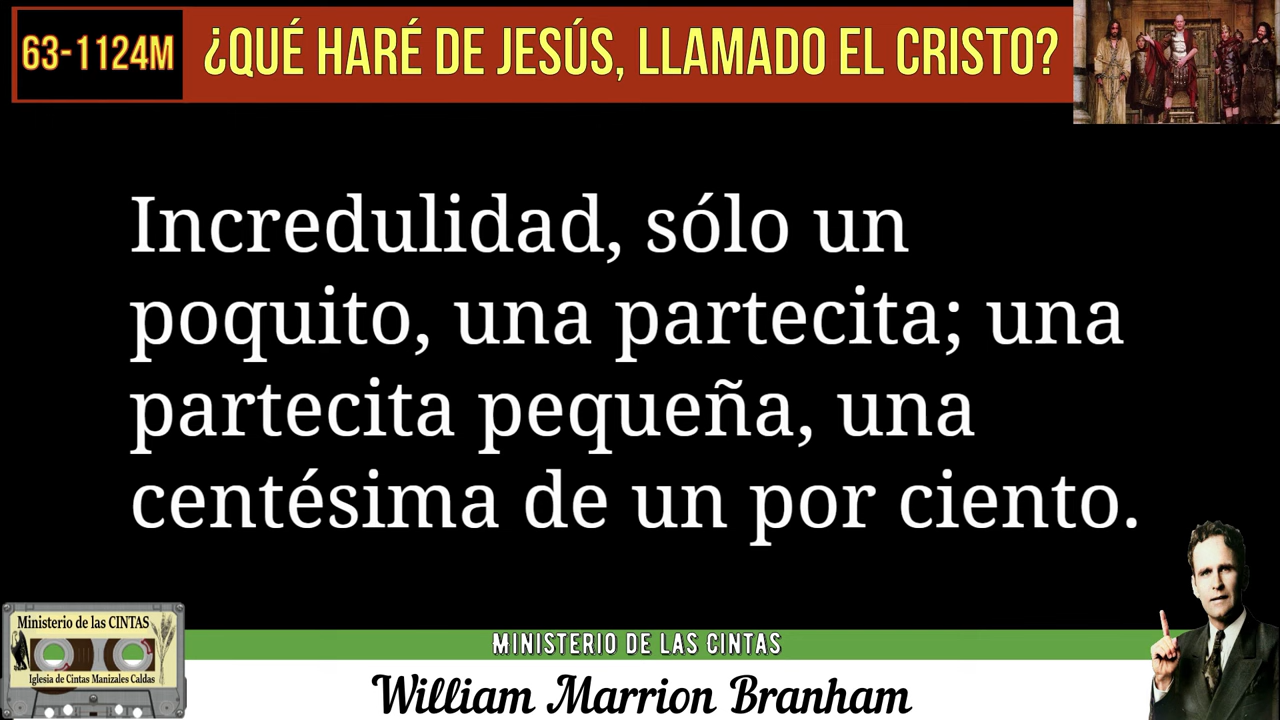 63-1124M
¿QUÉ HARÉ DE JESÚS, LLAMADO EL CRISTO?
Incredulidad, sólo un
poquito, una partecita; una
partecita pequeña, una
centésima de un por ciento.
Ministerio de las CINTAS
Iglesia de Cintas Manizales Caldas
MINISTERIO DE LAS CINTAS
William Marrion Branham